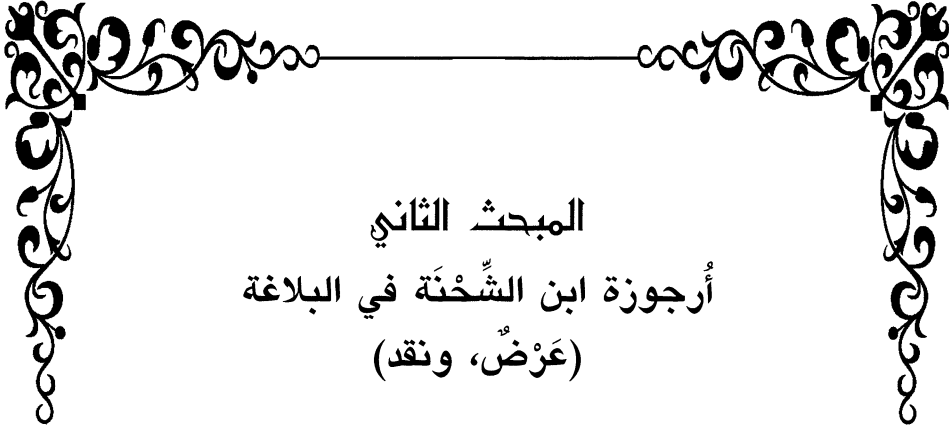 المبحث الثاني
أُرجوزة ابن الشِّحْنَة في البلاغة
(عَرْضٌ، ونقد)